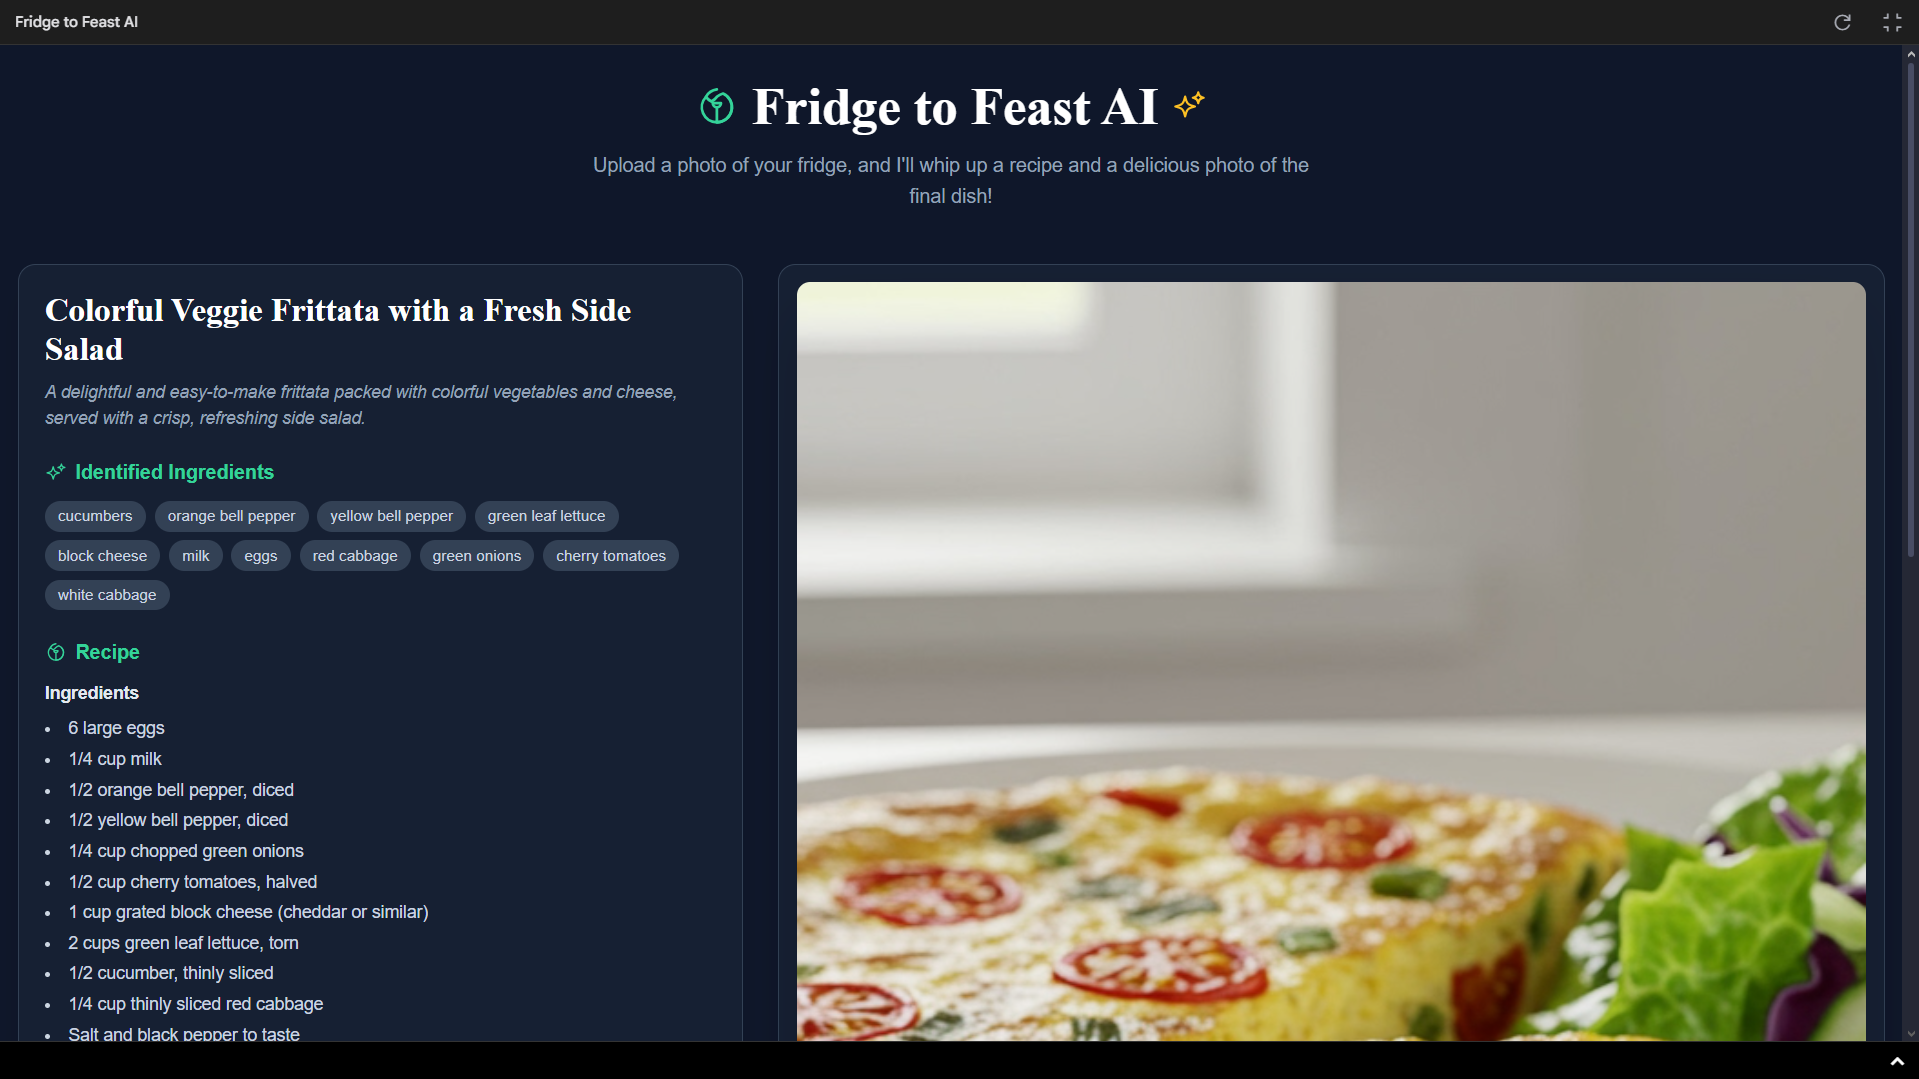 Fridge to Feast AI
Fridge to Feast AI
Upload a photo of your fridge, and I'll whip up a recipe and a delicious photo of the
final dish!
Colorful Veggie Frittata with a Fresh Side
Salad
A delightful and easy-to-make frittata packed with colorful vegetables and cheese,
served with a crisp, refreshing side salad.
Identified Ingredients
cucumbers orange bell pepper yellow bell pepper green leaf lettuce
block cheese milk eggs red cabbage green onions cherry tomatoes
white cabbage
Recipe
Ingredients
• 6 large eggs
• 1/4 cup milk
• 1/2 orange bell pepper, diced
• 1/2 yellow bell pepper, diced
• 1/4 cup chopped green onions
• 1/2 cup cherry tomatoes, halved
• 1 cup grated block cheese (cheddar or similar)
• 2 cups green leaf lettuce, torn
• 1/2 cucumber, thinly sliced
• 1/4 cup thinly sliced red cabbage
• Salt and black pepper to taste